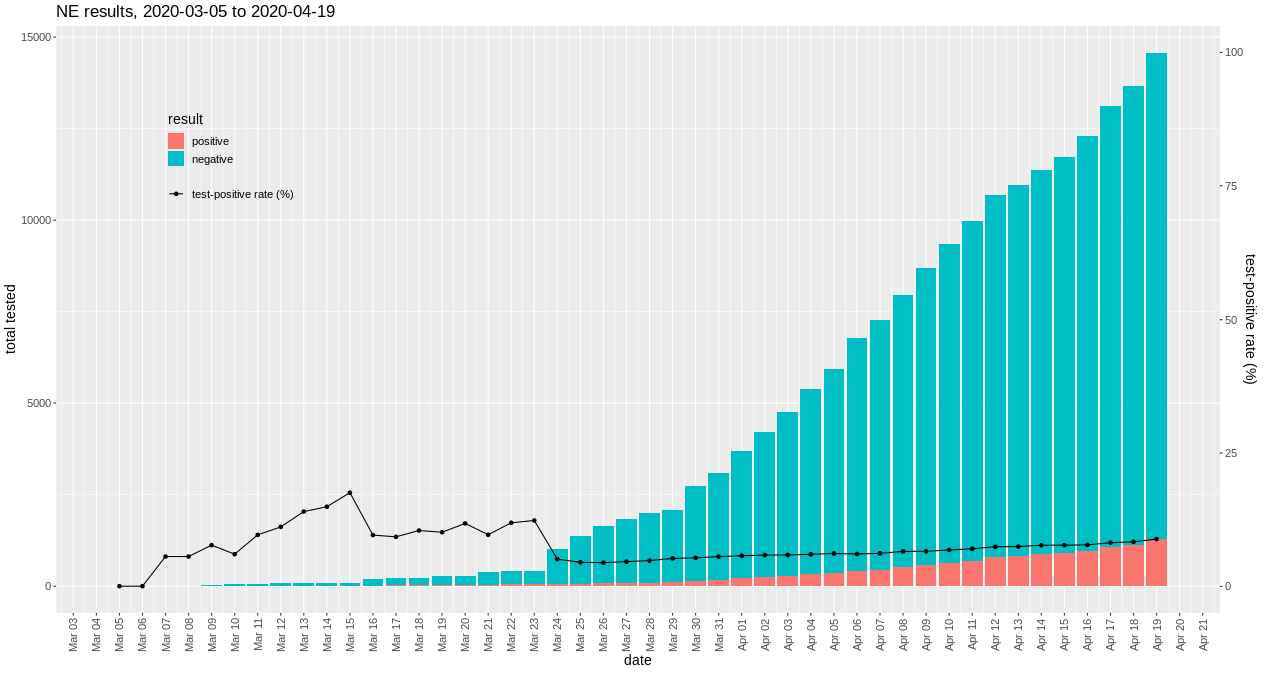 NE results, 2020-03-05 to 2020-04-19
15000
10000
5000
0
total tested
result
positive
negative
test-positive rate (%)
100
75
50
25
0
test-positive rate (%)
Mar 03
Mar 04
Mar 05
Mar 06
Mar 07
Mar 08
Mar 09
Mar 10
Mar 11
Mar 12
Mar 13
Mar 14
Mar 15
Mar 16
Mar 17
Mar 18
Mar 19
Mar 20
Mar 21
Mar 22
Mar 23
Mar 24
Mar 25
Mar 26
Mar 27
Mar 28
Mar 29
Mar 30
Mar 31
Apr 01
Apr 02
Apr 03
Apr 04
Apr 05
Apr 06
Apr 07
Apr 08
Apr 09
Apr 10
Apr 11
Apr 12
Apr 13
Apr 14
Apr 15
Apr 16
Apr 17
Apr 18
Apr 19
Apr 20
Apr 21
date